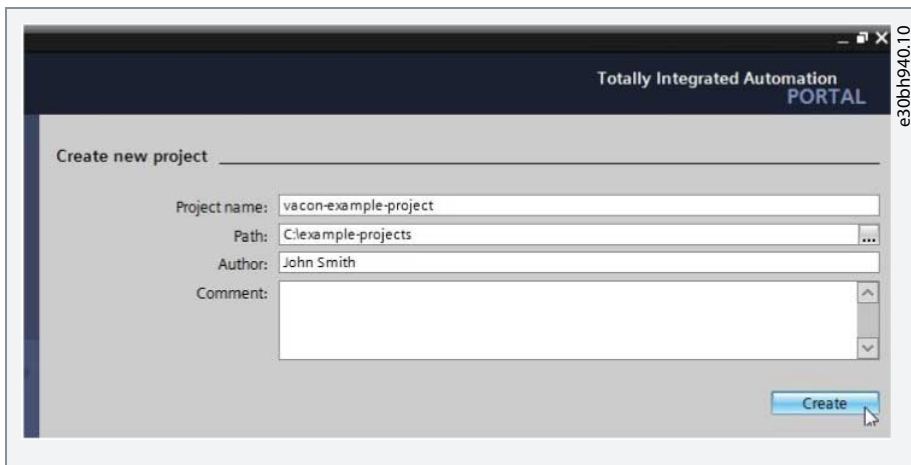 Totally Integrated Automation
PORTAL
Create new project
Project name: vacon-example-project
Path: C:\example-projects ...
Author: John Smith
Comment:
Create
e30bh940.10